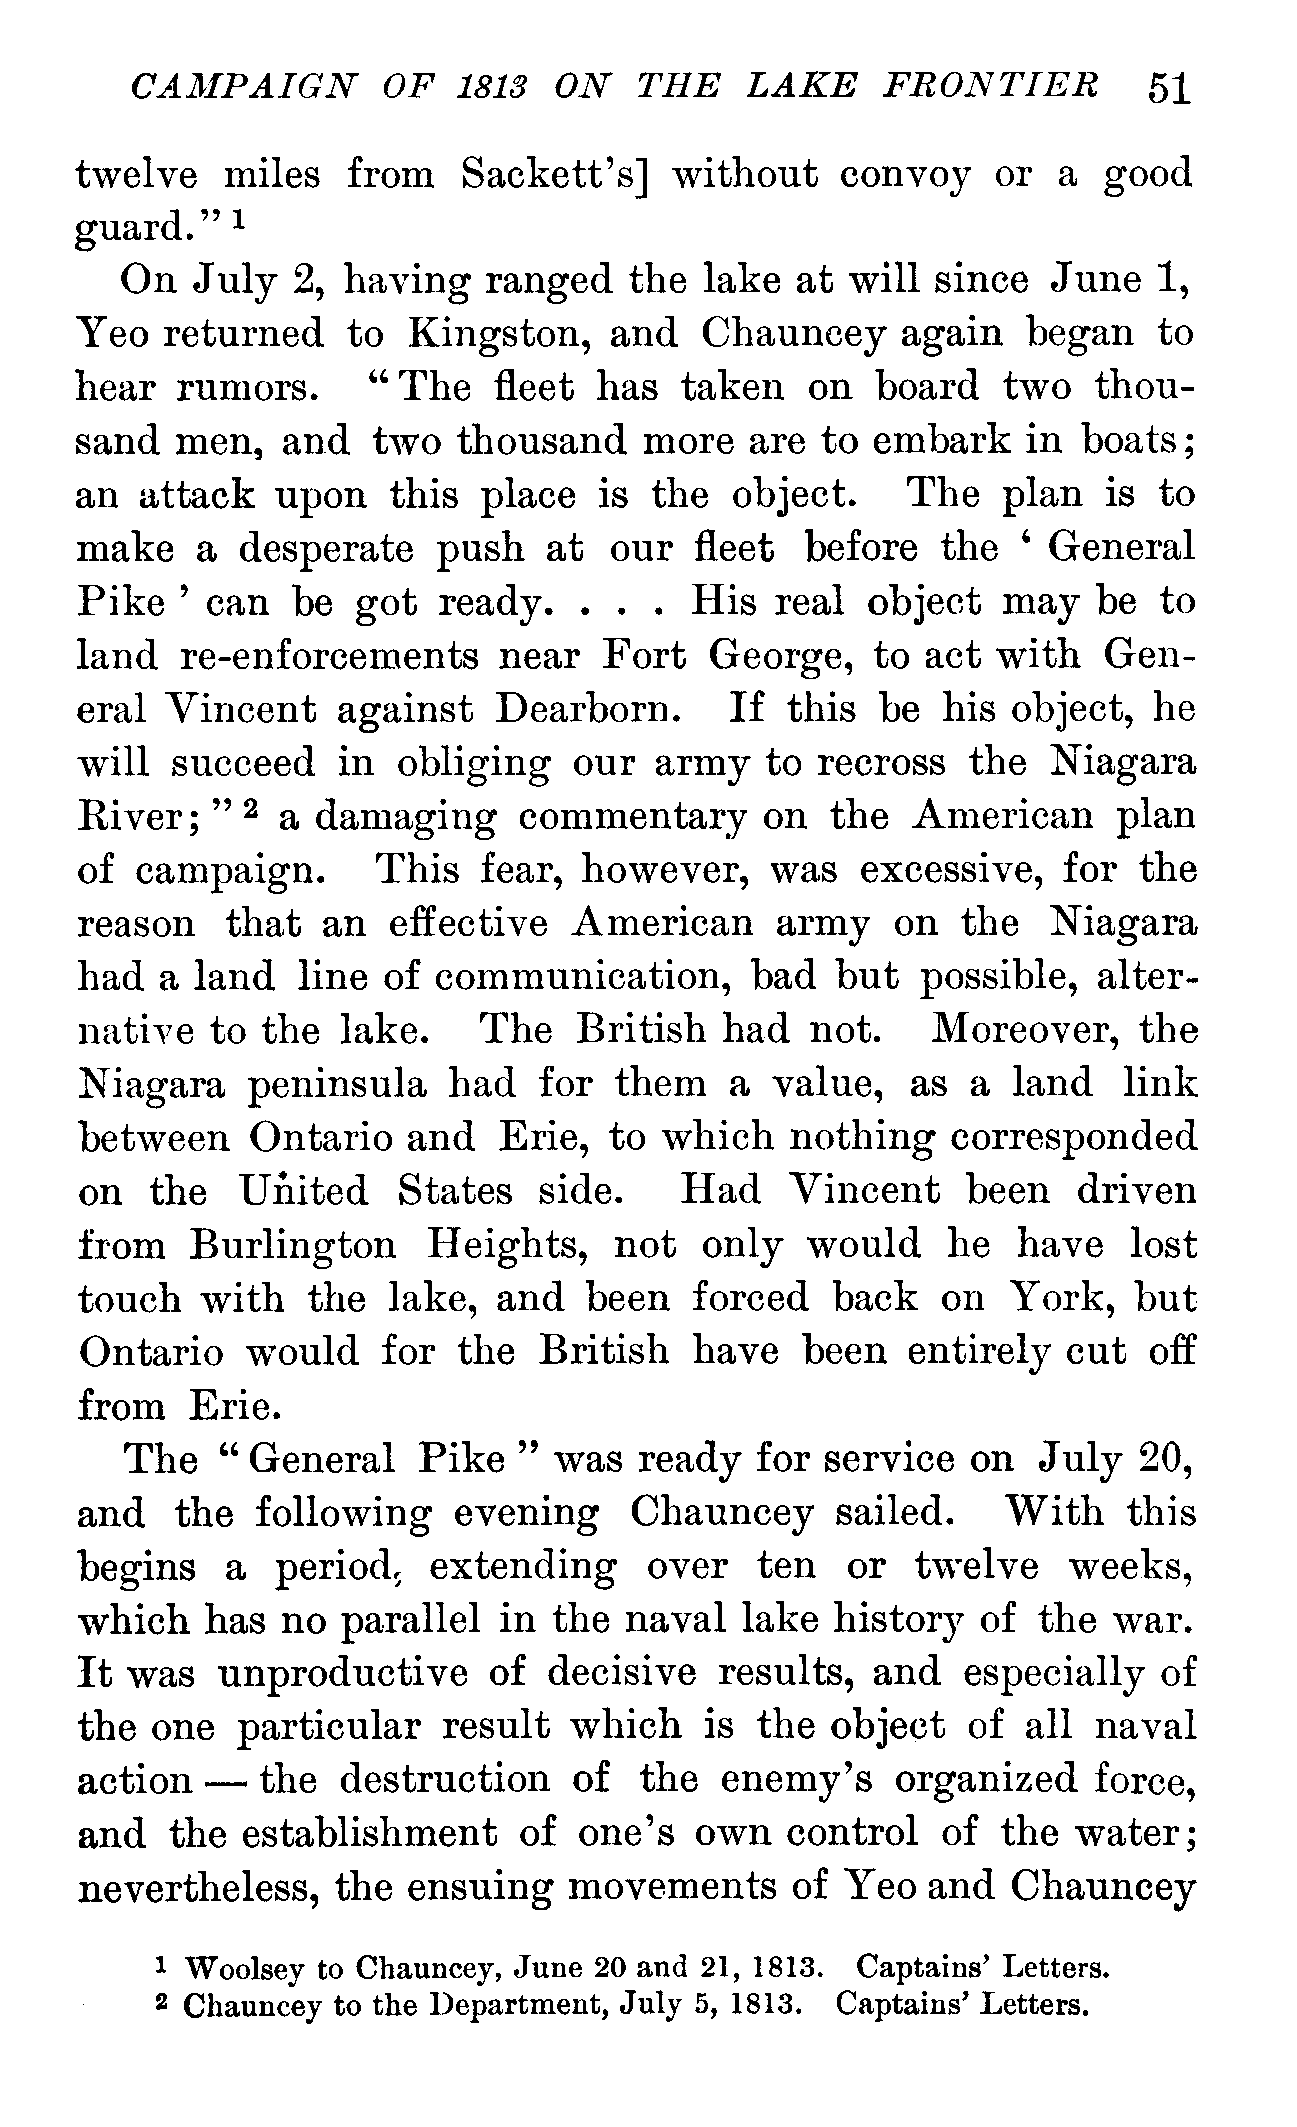 CAMPAIGN OF 1813 ON THE LAKE FRONTIER 51
twelve miles from Sackett's] without convoy or a good
guard." 1
On July 2, having ranged the lake at will since June 1,
Yeo returned to Kingston, and Chauncey again began to
hear rumors. "The fleet has taken on board two thou-
sand men, and two thousand more are to embark in boats;
an attack upon this place is the object. The plan is to
make a desperate push at our fleet before the ' General
Pike ' can be got ready. . . . His real object may be to
land re-enforcements near Fort George, to act with Gen-
eral Vincent against Dearborn. If this be his object, he
will succeed in obliging our army to recross the Niagara
River; " 2 a damaging commentary on the American plan
of campaign. This fear, however, was excessive, for the
reason that an effective American army on the Niagara
had a land line of communication, bad but possible, alter-
native to the lake. The British had not. Moreover, the
Niagara peninsula had for them a value, as a land link
between Ontario and Erie, to which nothing corresponded
on the United States side. Had Vincent been driven
from Burlington Heights, not only would he have lost
touch with the lake, and been forced back on York, but
Ontario would for the British have been entirely cut off
from Erie.
The " General Pike " was ready for service on July 20,
and the following evening Chauncey sailed. With this
begins a period, extending over ten or twelve weeks,
which has no parallel in the naval lake history of the war.
It was unproductive of decisive results, and especially of
the one particular result which is the object of all naval
action — the destruction of the enemy's organized force,
and the establishment of one's own control of the water;
nevertheless, the ensuing movements of Yeo and Chauncey
1 Woolsey to Chauncey, June 20 and 21, 1813. Captains' Letters.
2 Chauncey to the Department, July 5, 1813. Captains' Letters.